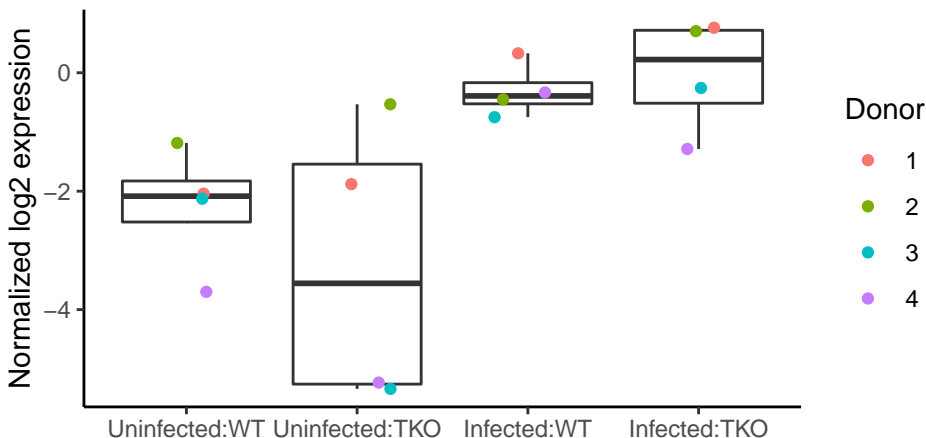 Normalized log2 expression
0
−2
−4
Uninfected:WT Uninfected:TKO Infected:WT Infected:TKO
Donor
1
2
3
4